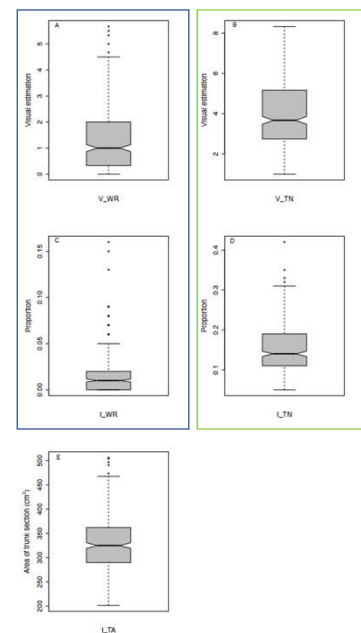 A
Visual estimation
0 1 2 3 4 5
V_WR
B
Visual estimation
2 4 6 8
V_TN
C
Proportion
0.00 0.05 0.10 0.15
I_WR
D
Proportion
0.1 0.2 0.3 0.4
I_TN
E
Area of trunk section (cm²)
200 250 300 350 400 450 500
I_TA